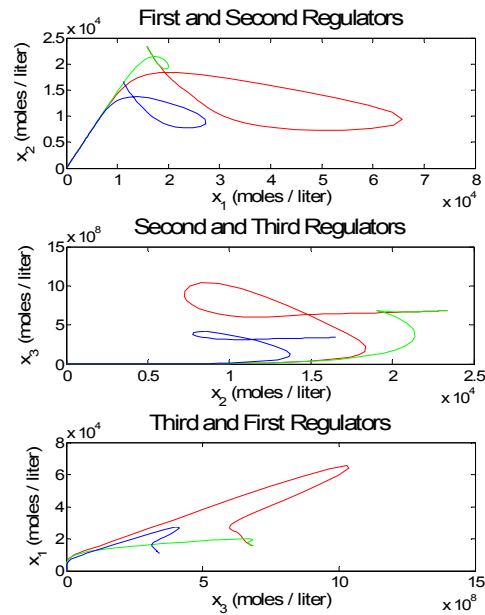 First and Second Regulators
x 10^4
2.5
2
1.5
1
0.5
0
x_2 (moles / liter)
0 1 2 3 4 5 6 7 8
x_1 (moles / liter)
x 10^4
Second and Third Regulators
x 10^8
15
10
5
0
x_3 (moles / liter)
0 0.5 1 1.5 2 2.5
x_2 (moles / liter)
x 10^4
Third and First Regulators
x 10^4
8
6
4
2
0
x_1 (moles / liter)
0 5 10 15
x_3 (moles / liter)
x 10^8